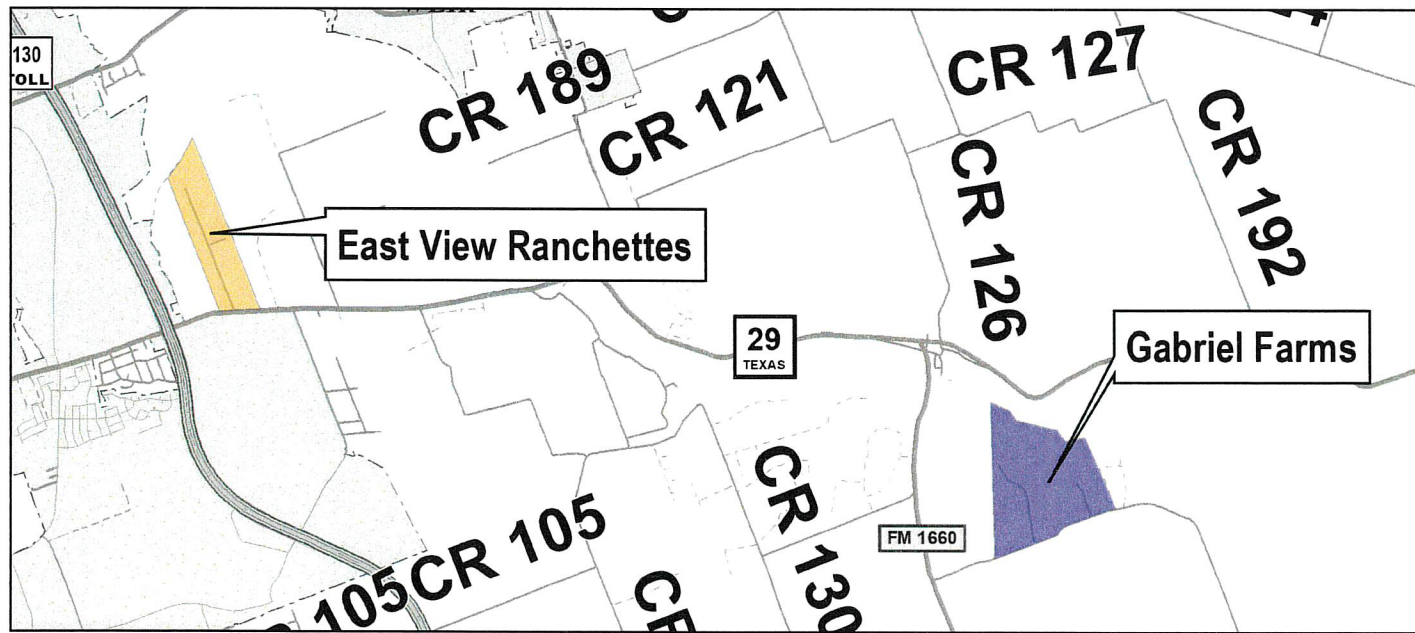 130
TOLL
CR 189
CR 121
CR 127
CR 192
CR 126
East View Ranchettes
29
TEXAS
Gabriel Farms
CR 105
105
CR 130
FM 1660